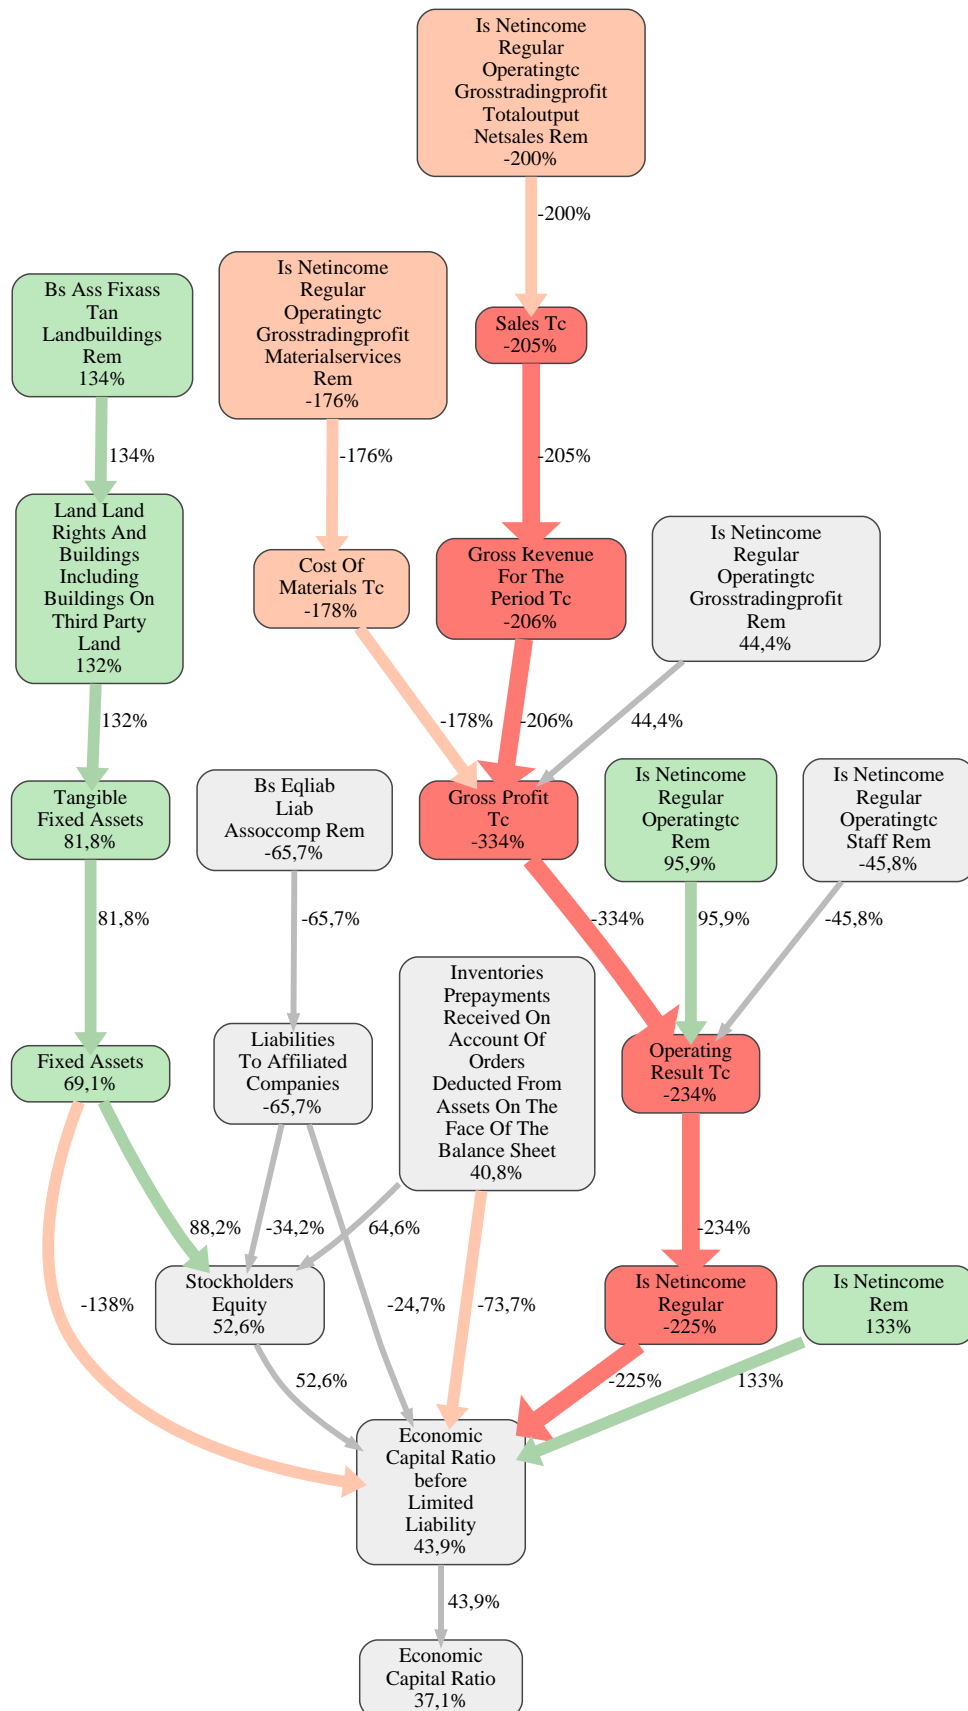 Is Netincome
Regular
Operatingtc
Grosstradingprofit
Totaloutput
Netsales Rem
-200%
-200%
Bs Ass Fixass
Tan
Landbuildings
Rem
134%
Is Netincome
Regular
Operatingtc
Grosstradingprofit
Materialservices
Rem
-176%
Sales Tc
-205%
134%
-176%
-205%
Land Land
Rights And
Buildings
Including
Buildings On
Third Party
Land
132%
Cost Of
Materials Tc
-178%
Gross Revenue
For The
Period Tc
-206%
Is Netincome
Regular
Operatingtc
Grosstradingprofit
Rem
44,4%
132%
-178%
-206%
44,4%
Tangible
Fixed Assets
81,8%
Bs Eqliab
Liab
Assoccomp Rem
-65,7%
Gross Profit
Tc
-334%
Is Netincome
Regular
Operatingtc
Rem
95,9%
Is Netincome
Regular
Operatingtc
Staff Rem
-45,8%
81,8%
-65,7%
-334%
95,9%
-45,8%
Fixed Assets
69,1%
Liabilities
To Affiliated
Companies
-65,7%
Inventories
Prepayments
Received On
Account Of
Orders
Deducted From
Assets On The
Face Of The
Balance Sheet
40,8%
Operating
Result Tc
-234%
88,2%
-34,2%
64,6%
-234%
-138%
-24,7%
-73,7%
Stockholders
Equity
52,6%
Is Netincome
Regular
-225%
Is Netincome
Rem
133%
52,6%
-225%
133%
Economic
Capital Ratio
before
Limited
Liability
43,9%
43,9%
Economic
Capital Ratio
37,1%